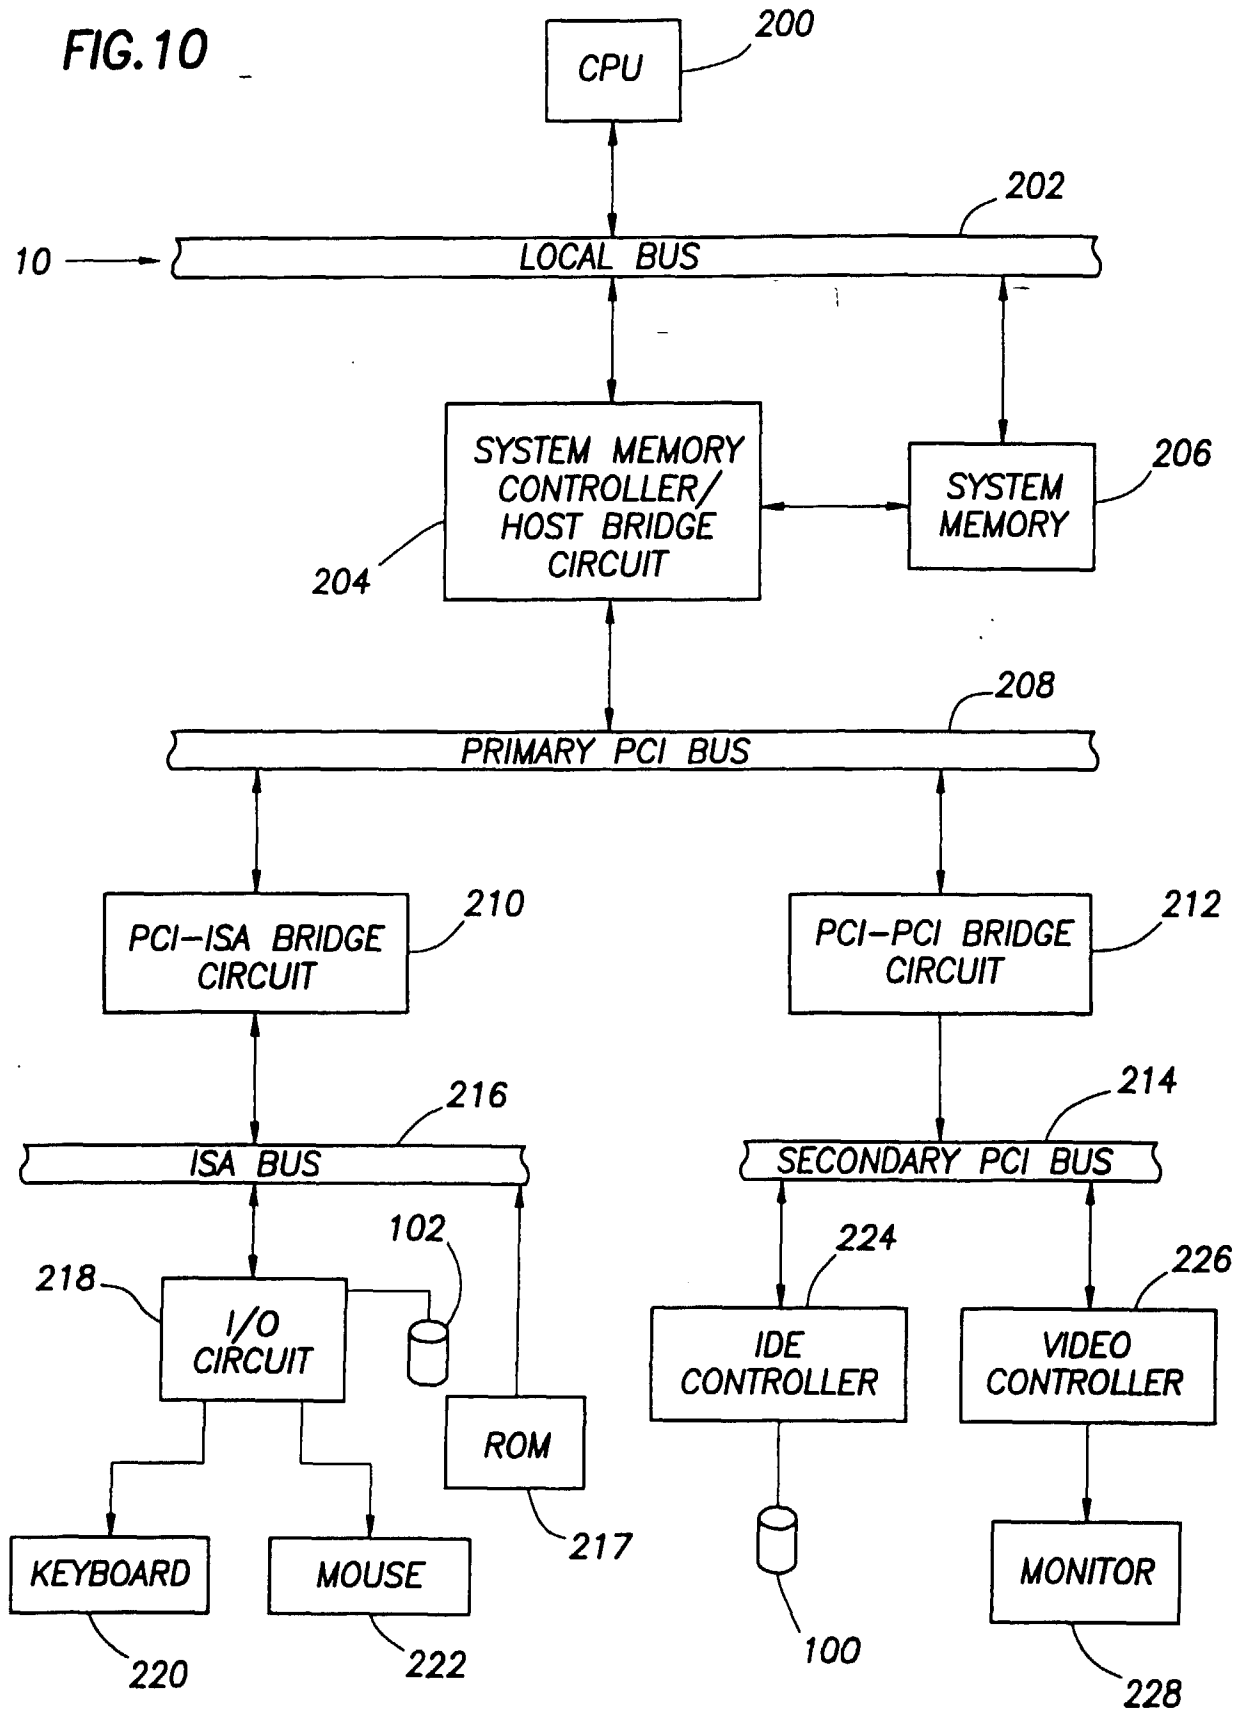 FIG.10
200
CPU
202
10
LOCAL BUS
SYSTEM MEMORY
CONTROLLER/
HOST BRIDGE
CIRCUIT
204
206
SYSTEM
MEMORY
208
PRIMARY PCI BUS
210
PCI-ISA BRIDGE
CIRCUIT
212
PCI-PCI BRIDGE
CIRCUIT
216
ISA BUS
214
SECONDARY PCI BUS
102
218
I/O
CIRCUIT
224
IDE
CONTROLLER
226
VIDEO
CONTROLLER
ROM
217
KEYBOARD
220
MOUSE
222
100
MONITOR
228